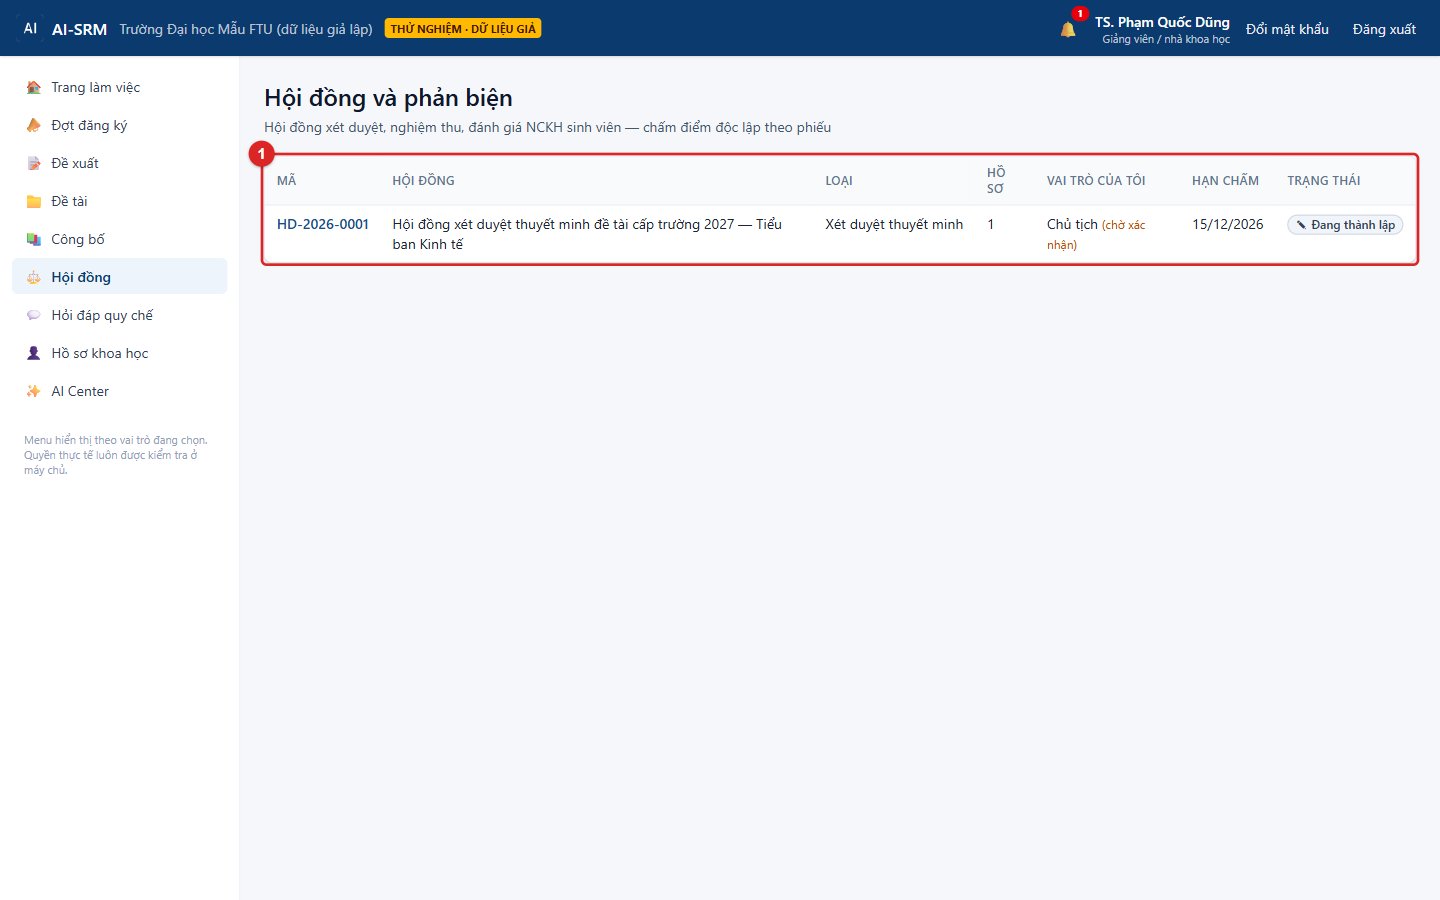 AI AI-SRM Trường Đại học Mẫu FTU (dữ liệu giả lập) THỬ NGHIỆM · DỮ LIỆU GIẢ
1 TS. Phạm Quốc Dũng
Giảng viên / nhà khoa học
Đổi mật khẩu Đăng xuất
Trang làm việc
Đợt đăng ký
Đề xuất
Đề tài
Công bố
Hội đồng
Hỏi đáp quy chế
Hồ sơ khoa học
AI Center
Menu hiển thị theo vai trò đang chọn.
Quyền thực tế luôn được kiểm tra ở
máy chủ.
Hội đồng và phản biện
Hội đồng xét duyệt, nghiệm thu, đánh giá NCKH sinh viên — chấm điểm độc lập theo phiếu
1
MÃ HỘI ĐỒNG LOẠI HỒ SƠ VAI TRÒ CỦA TÔI HẠN CHẤM TRẠNG THÁI
HD-2026-0001 Hội đồng xét duyệt thuyết minh đề tài cấp trường 2027 — Tiểu
ban Kinh tế
Xét duyệt thuyết minh 1 Chủ tịch (chờ xác
nhận)
15/12/2026 Đang thành lập